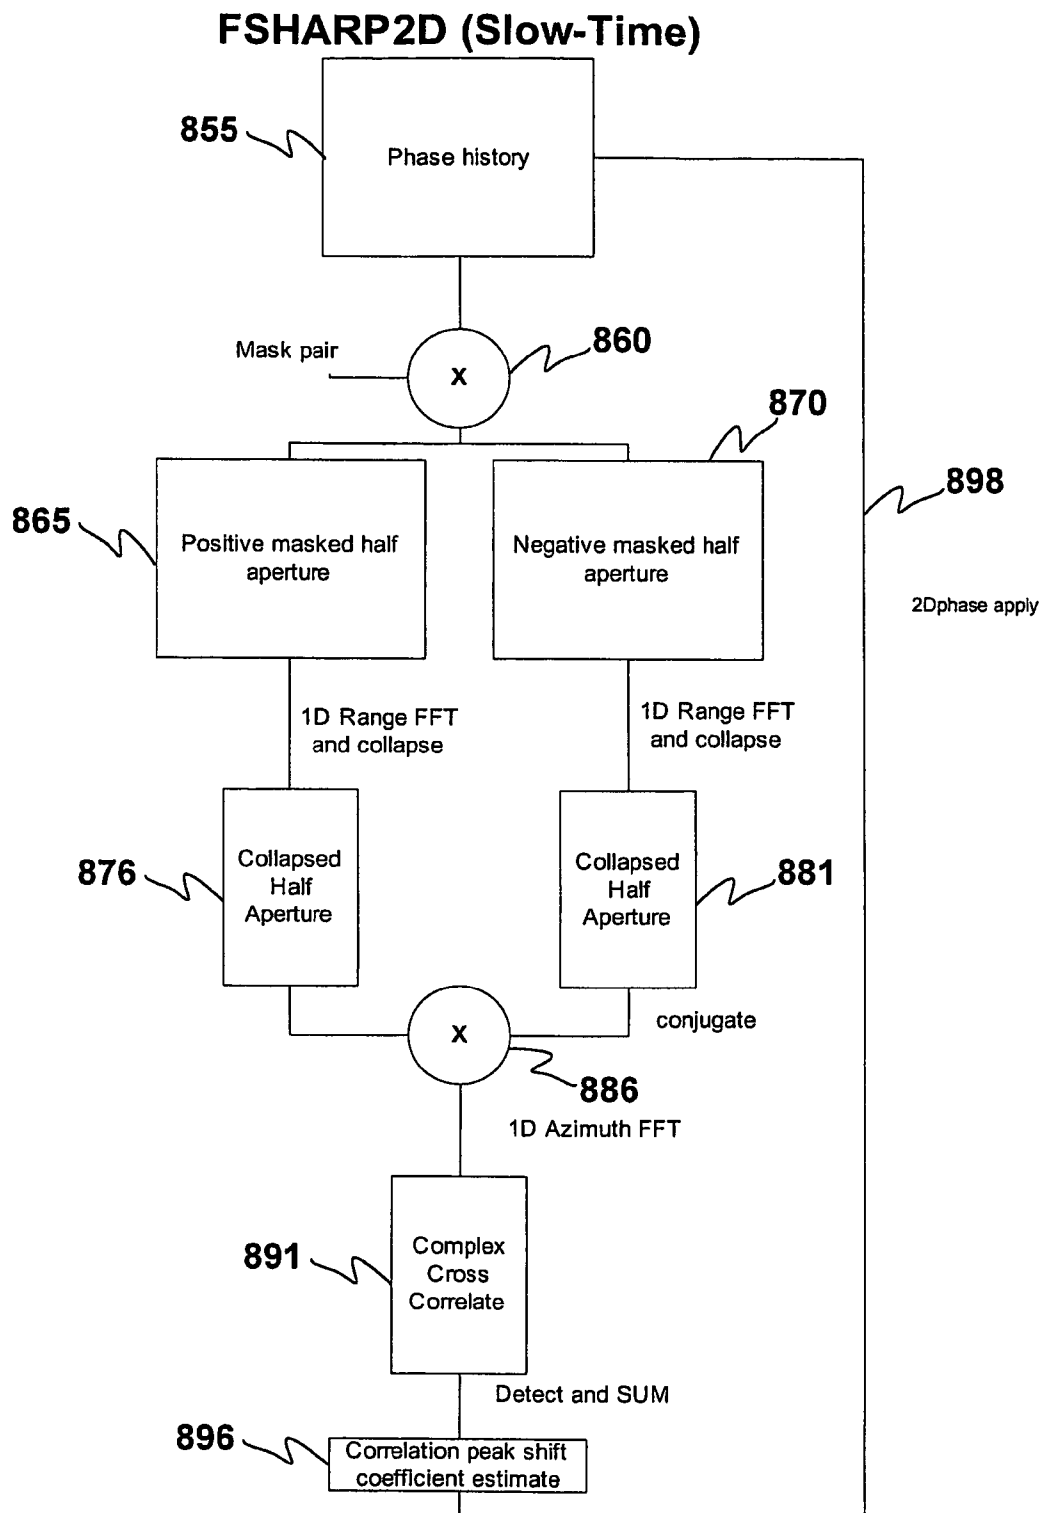 FSHARP2D (Slow-Time)
855
Phase history
Mask pair
X
860
870
865
Positive masked half
aperture
Negative masked half
aperture
898
2Dphase apply
1D Range FFT
and collapse
1D Range FFT
and collapse
876
Collapsed
Half
Aperture
Collapsed
Half
Aperture
881
X
conjugate
886
1D Azimuth FFT
891
Complex
Cross
Correlate
Detect and SUM
896
Correlation peak shift
coefficient estimate